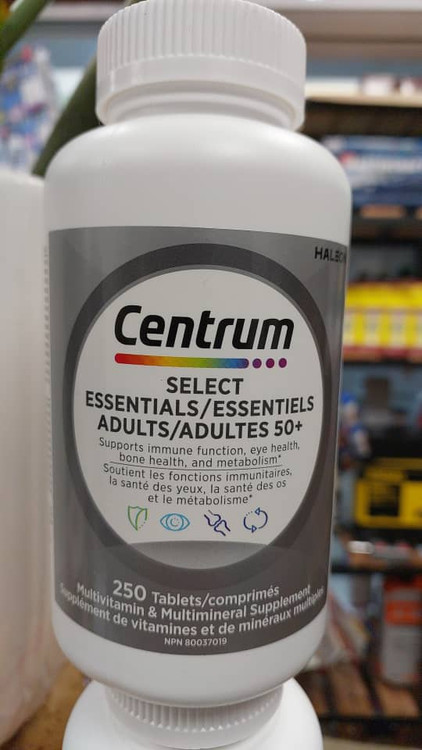 Centrum
SELECT
ESSENTIALS/ESSENTIELS
ADULTS/ADULTES 50+
Supports immune function, eye health,
bone health, and metabolism*
Soutient les fonctions immunitaires,
la santé des yeux, la santé des os
et le métabolisme*
250 Tablets/comprimés
Multivitamin & Multimineral Supplement
Supplément de vitamines et de minéraux
NPN 80037019